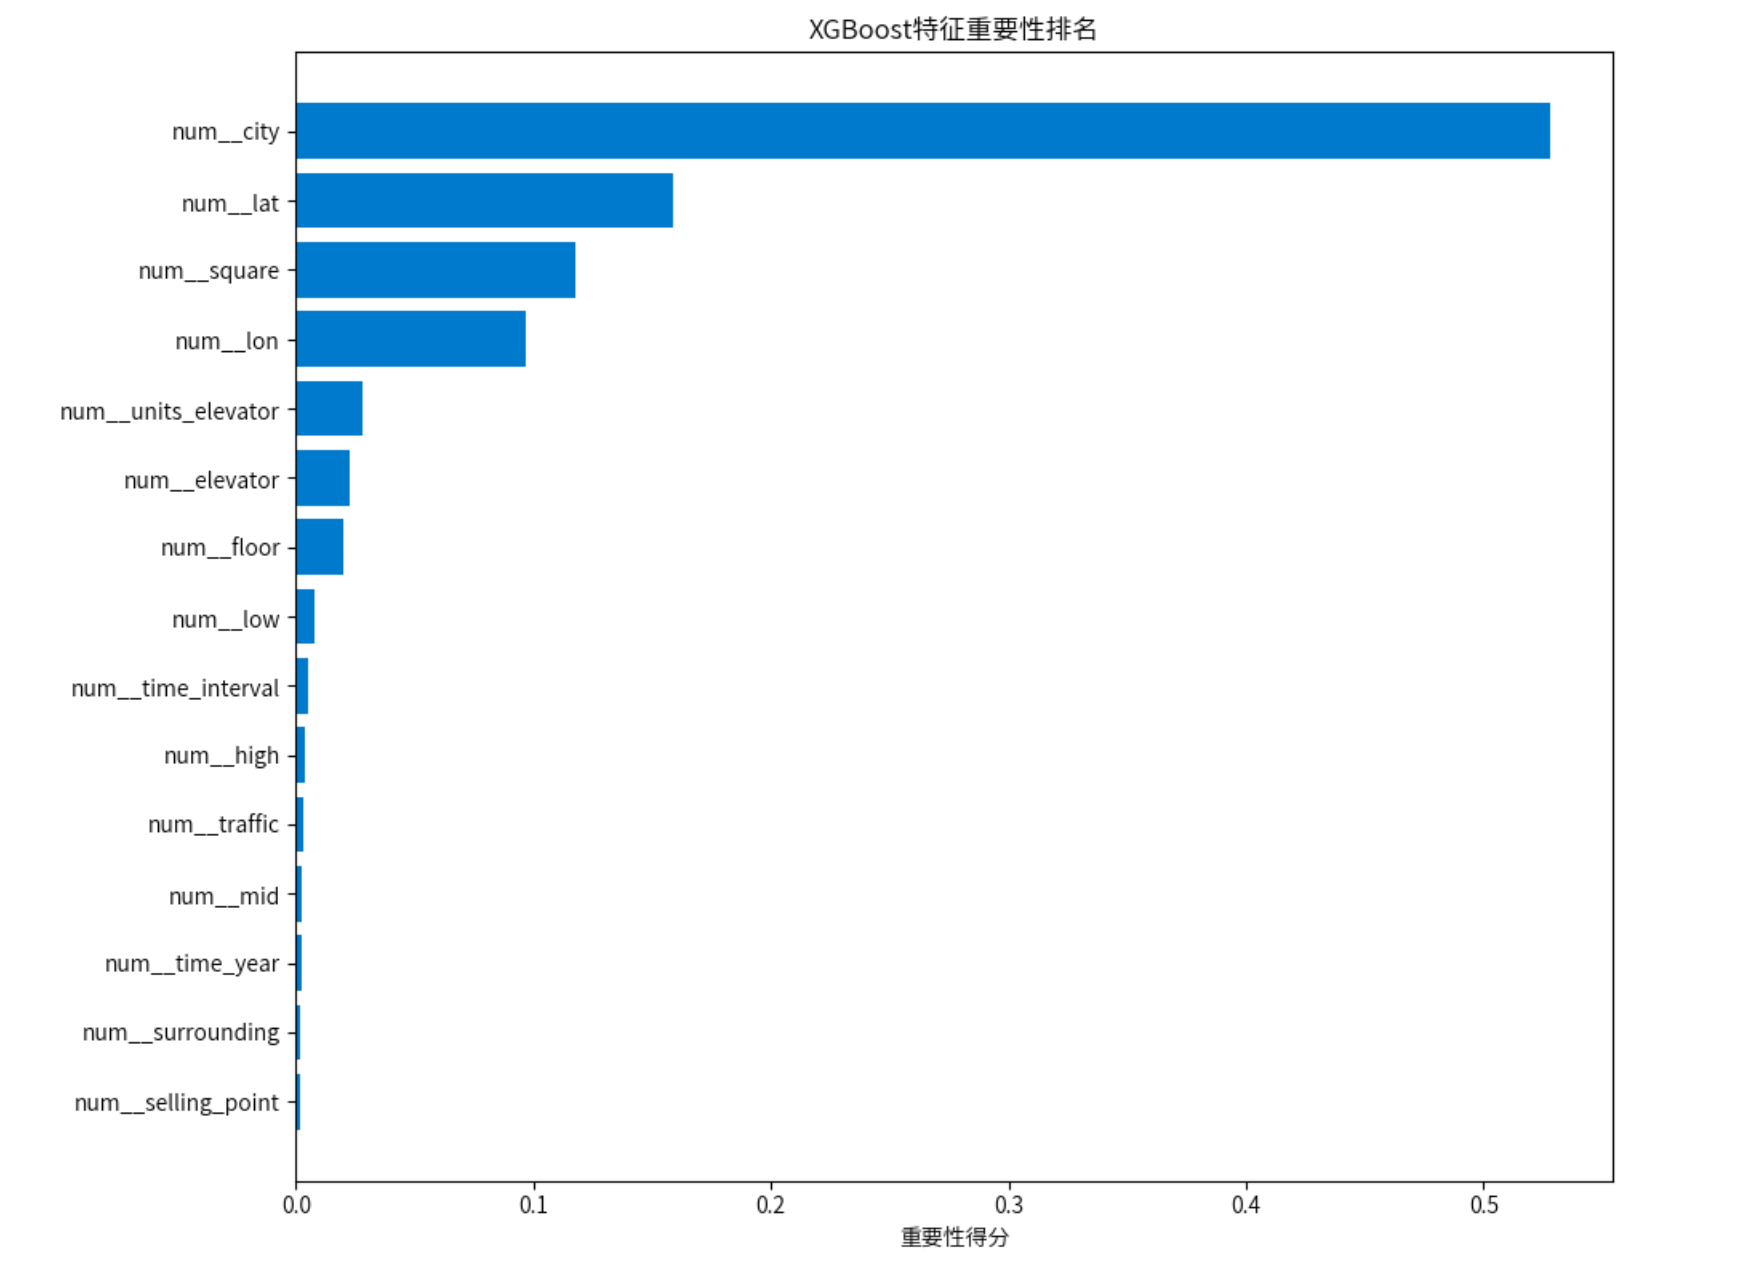 XGBoost特征重要性排名
num__city
num__lat
num__square
num__lon
num__units_elevator
num__elevator
num__floor
num__low
num__time_interval
num__high
num__traffic
num__mid
num__time_year
num__surrounding
num__selling_point
0.0 0.1 0.2 0.3 0.4 0.5
重要性得分